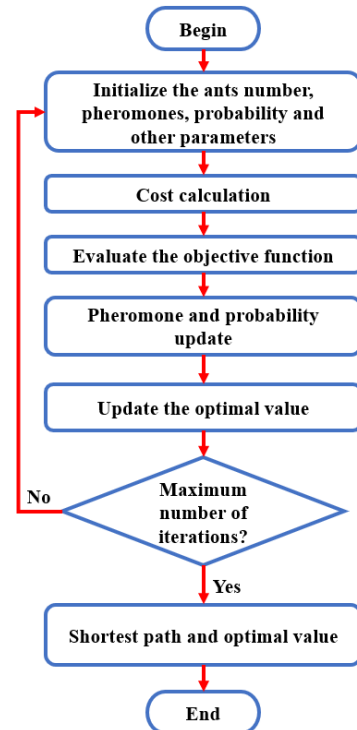 Begin
Initialize the ants number,
pheromones, probability and
other parameters
Cost calculation
Evaluate the objective function
Pheromone and probability
update
Update the optimal value
Maximum
number of
iterations?
No
Yes
Shortest path and optimal value
End